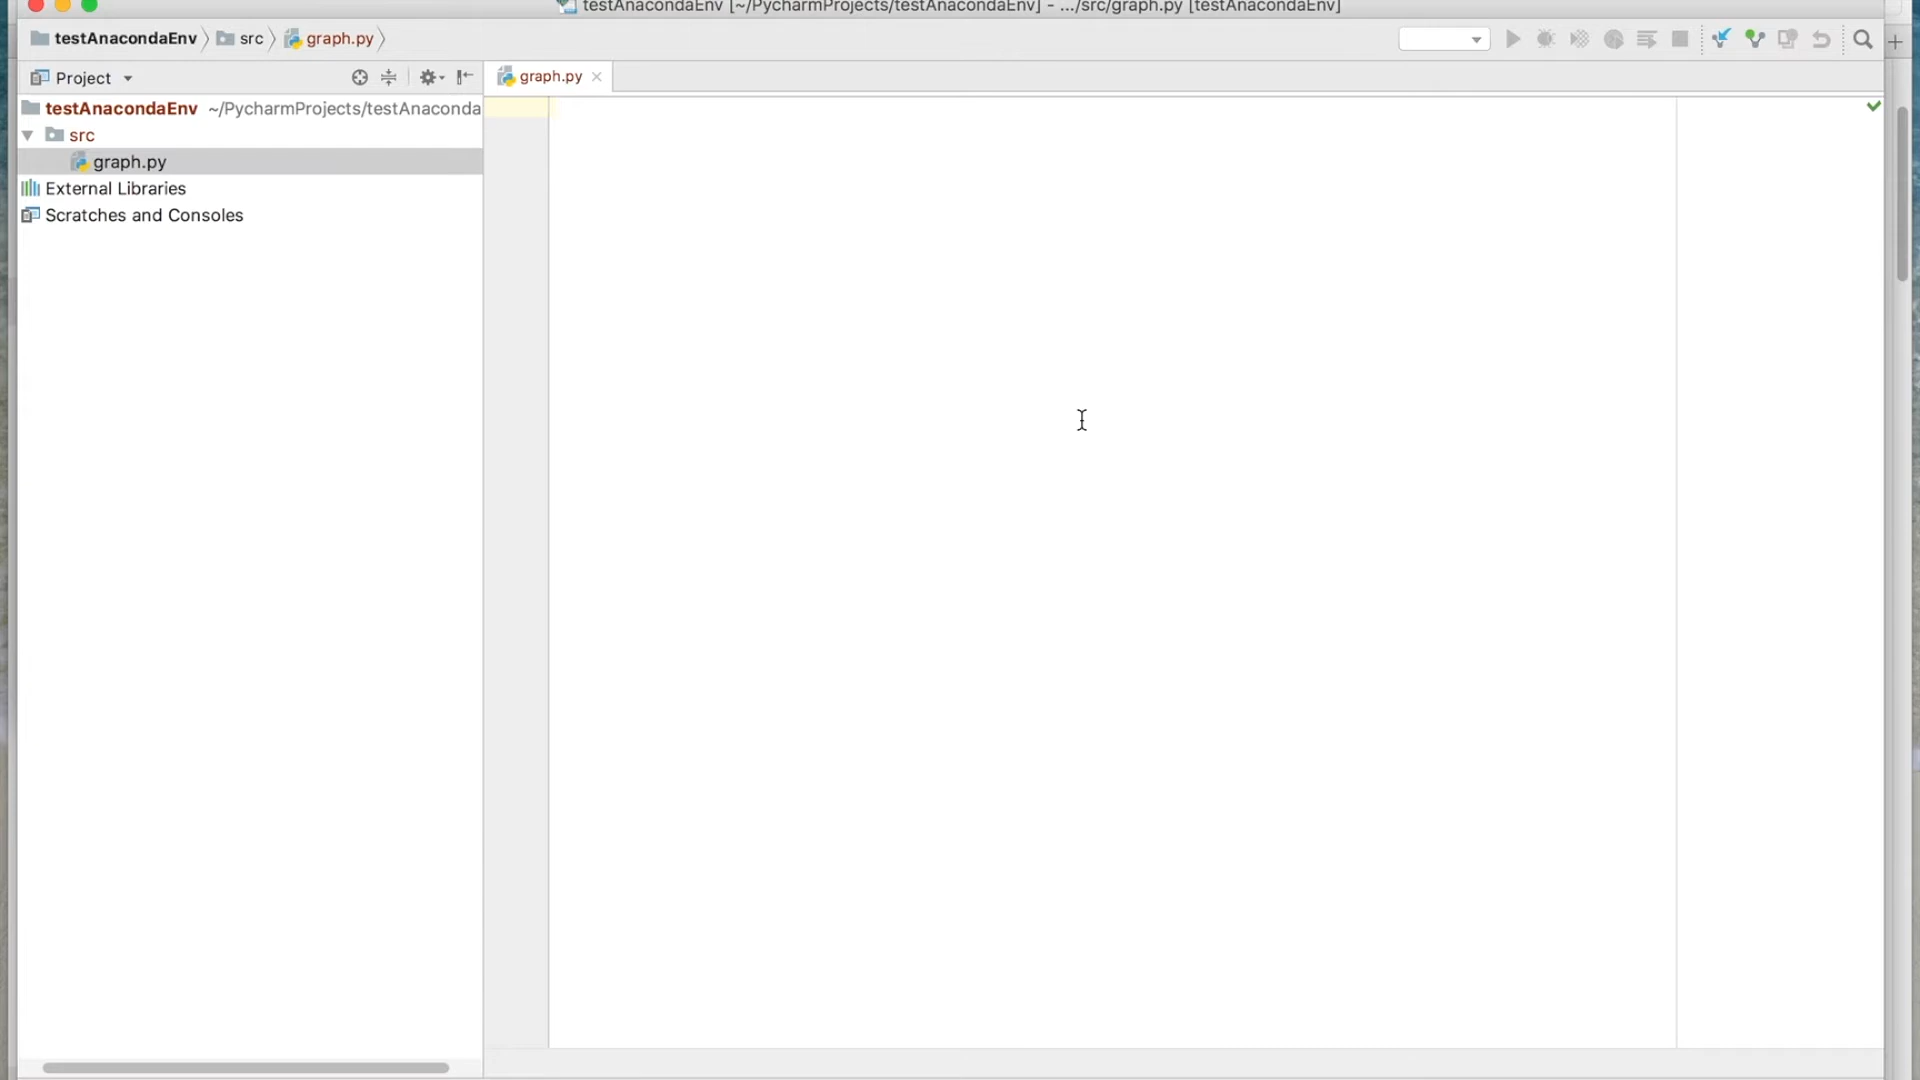 testAnacondaEnv [~/PycharmProjects/testAnacondaEnv] - .../src/graph.py [testAnacondaEnv]
testAnacondaEnv src graph.py
Project
graph.py
testAnacondaEnv ~/PycharmProjects/testAnaconda
src
graph.py
External Libraries
Scratches and Consoles